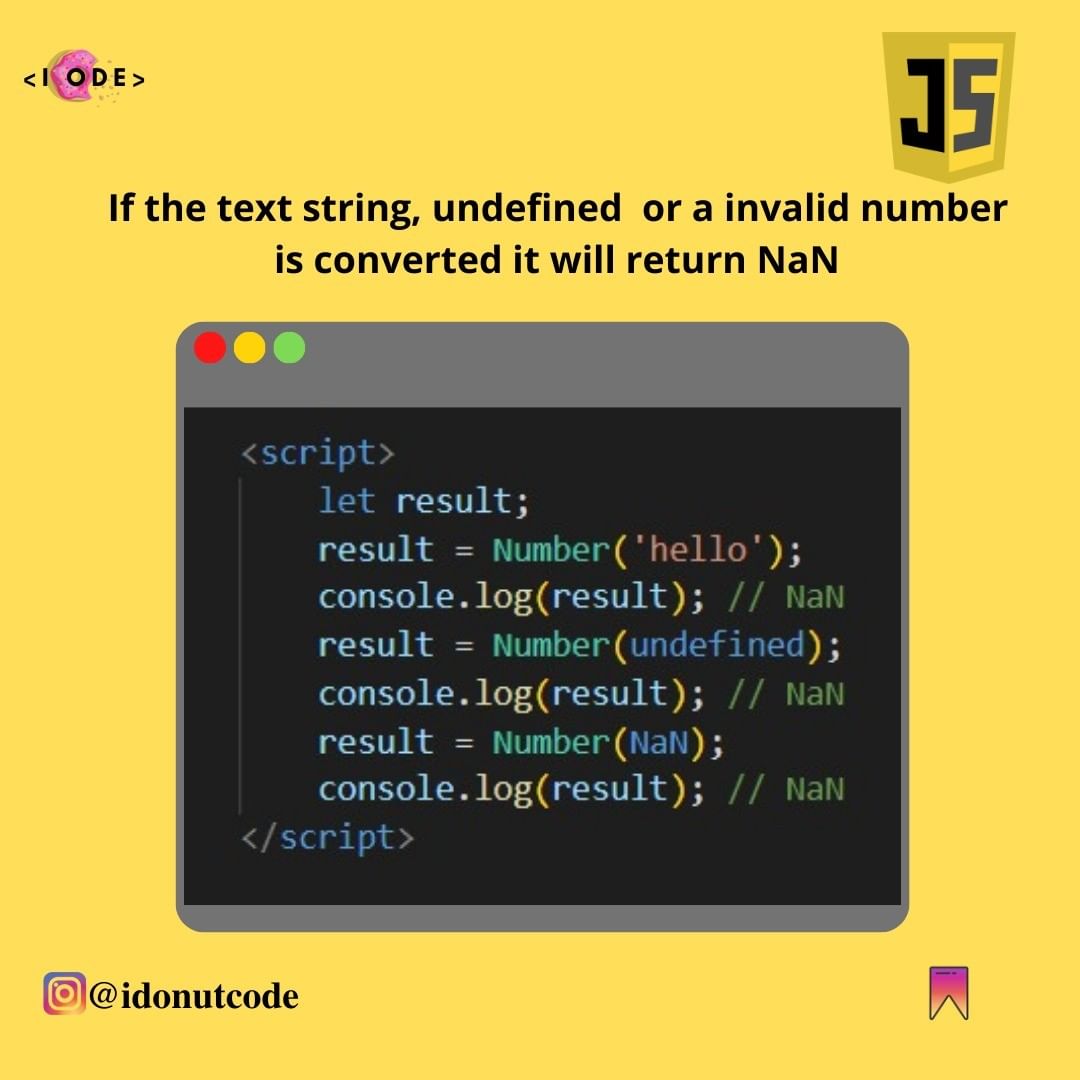 <I ODE>
JS
If the text string, undefined  or a invalid number
is converted it will return NaN
<script>
let result;
result = Number('hello');
console.log(result); // NaN
result = Number(undefined);
console.log(result); // NaN
result = Number(NaN);
console.log(result); // NaN
</script>
@idonutcode